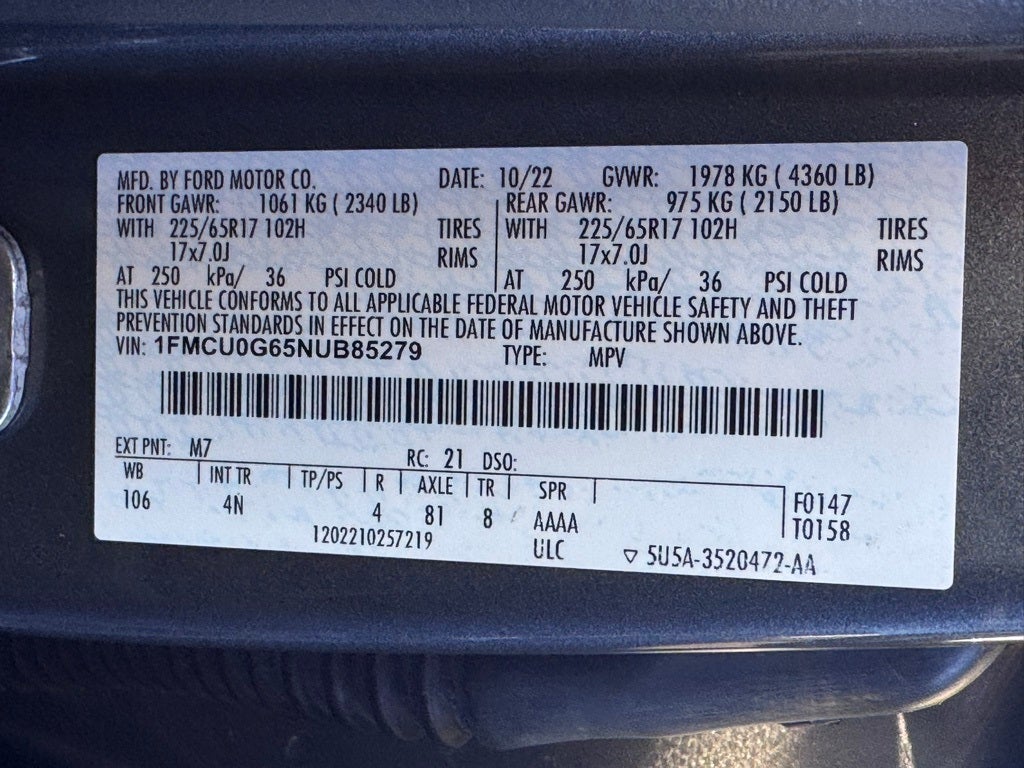 MFD. BY FORD MOTOR CO. DATE: 10/22 GVWR: 1978 KG ( 4360 LB)
FRONT GAWR: 1061 KG ( 2340 LB) REAR GAWR: 975 KG ( 2150 LB)
WITH 225/65R17 102H TIRES WITH 225/65R17 102H TIRES
17x7.0J RIMS 17x7.0J RIMS
AT 250 kPa/ 36 PSI COLD AT 250 kPa/ 36 PSI COLD
THIS VEHICLE CONFORMS TO ALL APPLICABLE FEDERAL MOTOR VEHICLE SAFETY AND THEFT
PREVENTION STANDARDS IN EFFECT ON THE DATE OF MANUFACTURE SHOWN ABOVE.
VIN: 1FMCU0G65NUB85279 TYPE: MPV
EXT PNT: M7 RC: 21 DSO:
WB INT TR TP/PS R AXLE TR SPR
106 4N 4 81 8 AAAA F0147
1202210257219 ULC T0158
5U5A-3520472-AA